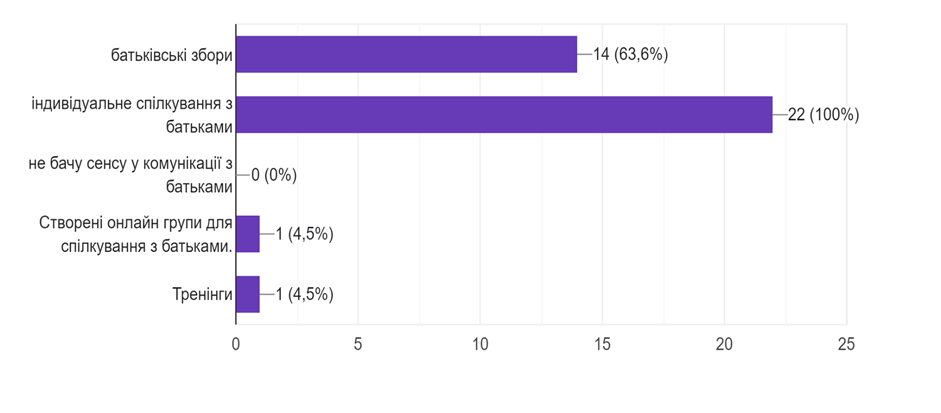 батьківські збори
14 (63,6%)
індивідуальне спілкування з
батьками
22 (100%)
не бачу сенсу у комунікації з
батьками
0 (0%)
Створені онлайн групи для
спілкування з батьками.
1 (4,5%)
Тренінги
1 (4,5%)
0 5 10 15 20 25